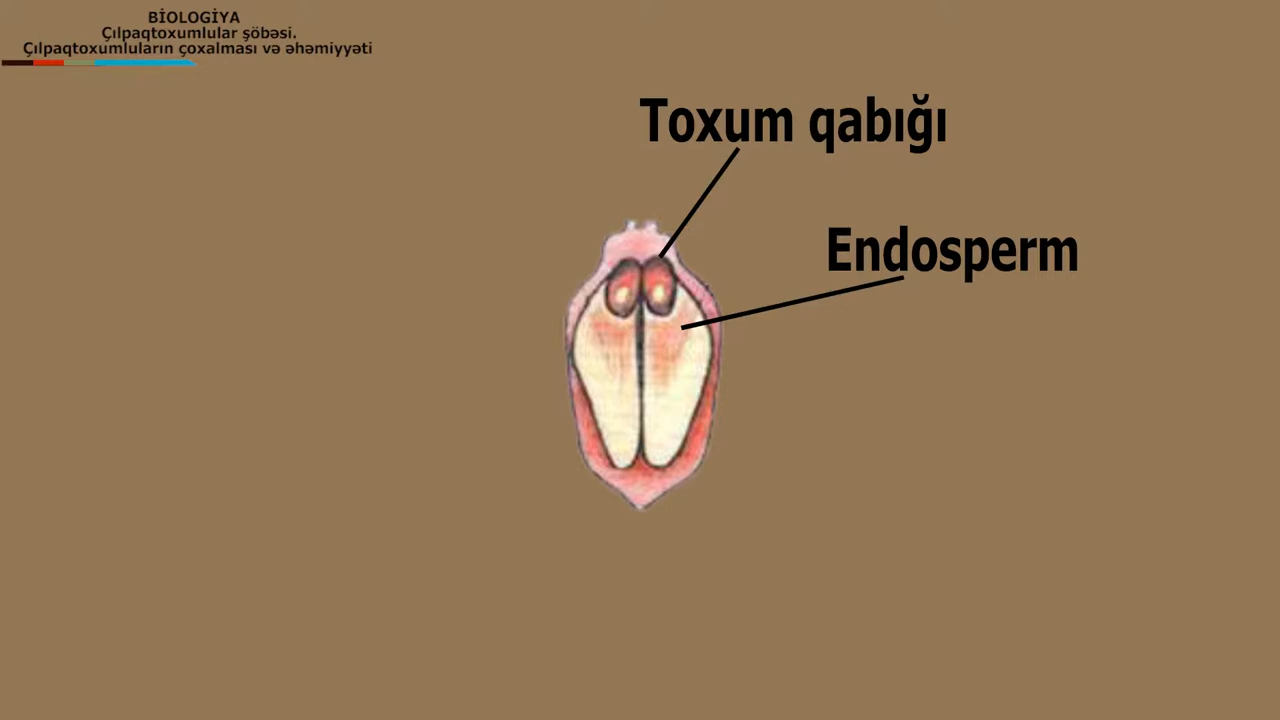 BİOLOGİYA
Çılpaqtoxumlular şöbəsi.
Çılpaqtoxumluların çoxalması və əhəmiyyəti
Toxum qabığı
Endosperm